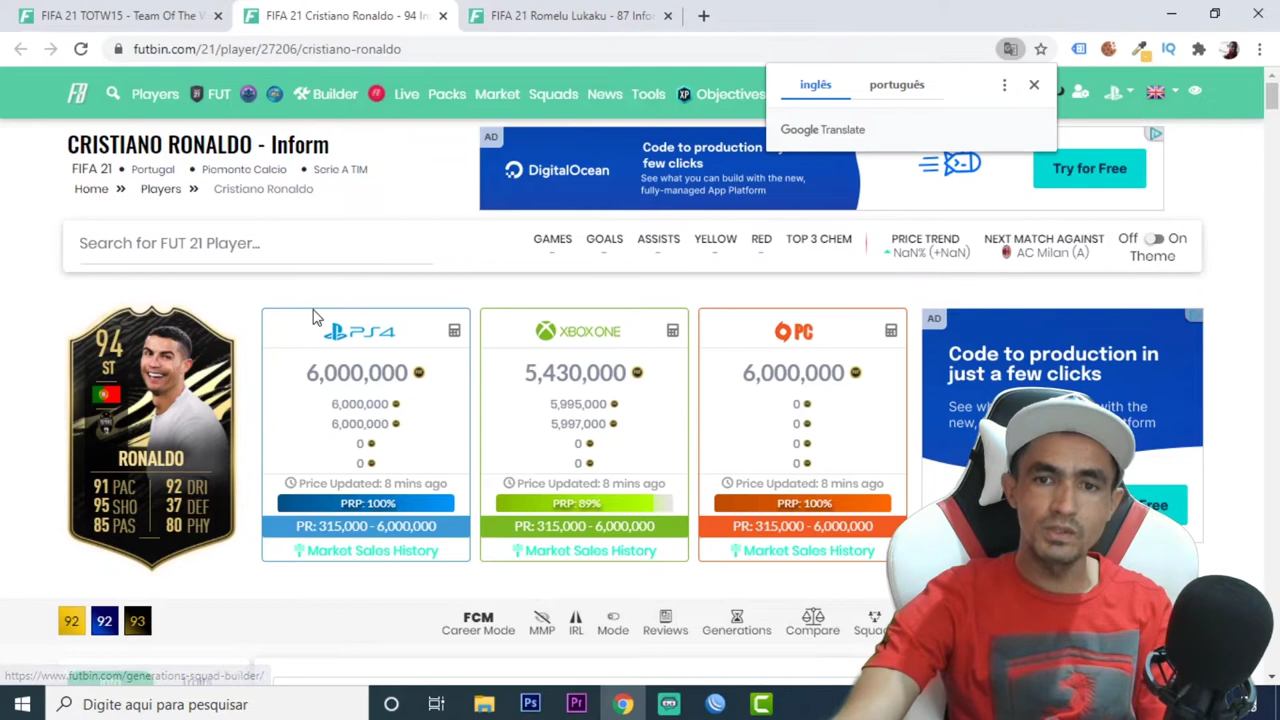 FIFA 21 TOTW15 - Team Of The
FIFA 21 Cristiano Ronaldo - 94 In
FIFA 21 Romelu Lukaku - 87 Info
futbin.com/21/player/27206/cristiano-ronaldo
Players FUT Builder Live Packs Market Squads News Tools XP Objectives
inglês português
Google Translate
CRISTIANO RONALDO - Inform
FIFA 21 • Portugal • Piemonte Calcio • Serie A TIM
Home » Players » Cristiano Ronaldo
AD
DigitalOcean
Code to production
few clicks
See what you can build with the new,
fully-managed App Platform
Try for Free
Search for FUT 21 Player...
GAMES GOALS ASSISTS YELLOW RED TOP 3 CHEM
- - - - - -
PRICE TREND
NaN% (+NaN)
NEXT MATCH AGAINST
AC Milan (A)
Off On
Theme
94
ST
RONALDO
91 PAC 92 DRI
95 SHO 37 DEF
85 PAS 80 PHY
PS4
6,000,000
6,000,000
6,000,000
0
0
Price Updated: 8 mins ago
PRP: 100%
PR: 315,000 - 6,000,000
Market Sales History
XBOX ONE
5,430,000
5,995,000
5,997,000
0
0
Price Updated: 8 mins ago
PRP: 89%
PR: 315,000 - 6,000,000
Market Sales History
PC
6,000,000
0
0
0
0
Price Updated: 8 mins ago
PRP: 100%
PR: 315,000 - 6,000,000
Market Sales History
AD
Code to production in
just a few clicks
See
with the
new,
tform
ree
92 92 93
FCM
Career Mode
MMP
IRL
Mode
Reviews
Generations
Compare
Squa
https://www.futbin.com/generations-squad-builder/
Digite aqui para pesquisar
Ps
Pr